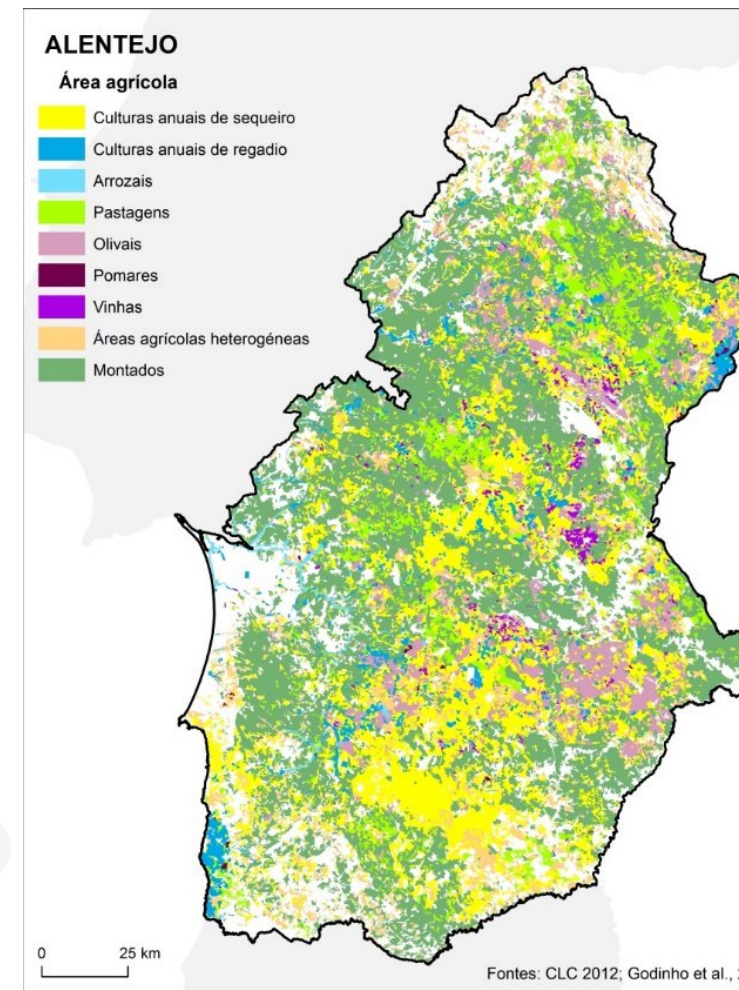 ALENTEJO
Área agrícola
Culturas anuais de sequeiro
Culturas anuais de regadio
Arrozais
Pastagens
Olivais
Pomares
Vinhas
Áreas agrícolas heterogéneas
Montados
0 25 km
Fontes: CLC 2012; Godinho et al.,